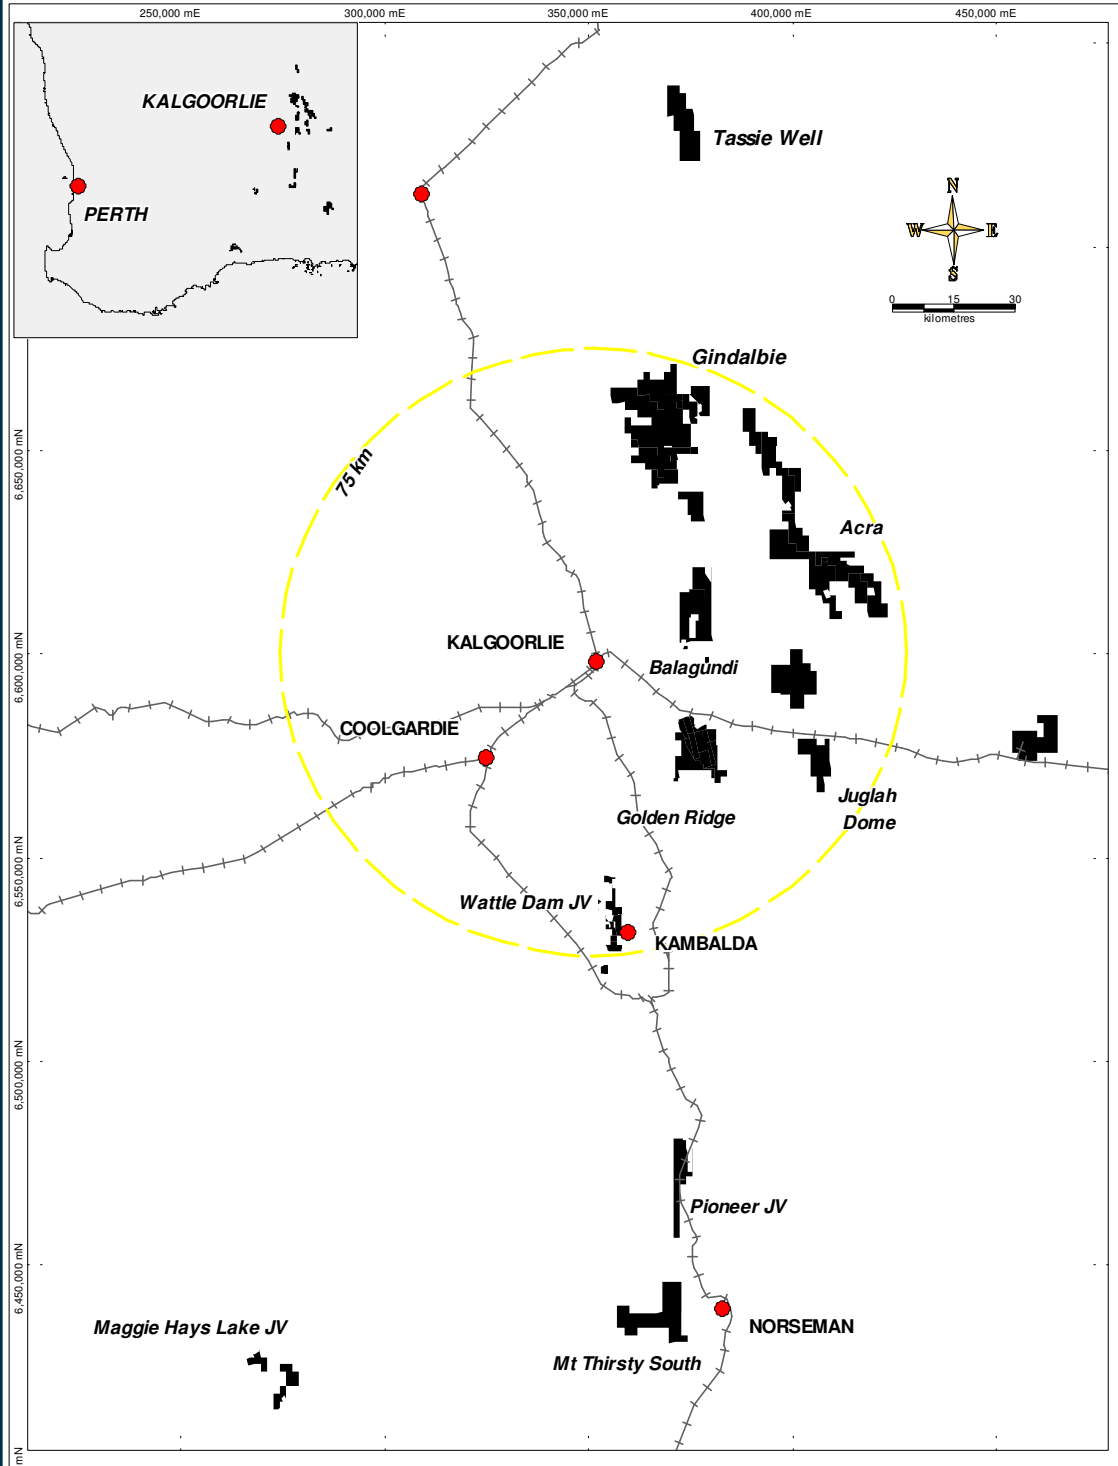 250,000 mE
300,000 mE
350,000 mE
400,000 mE
450,000 mE
KALGOORLIE
PERTH
Tassie Well
N
W
E
S
0
15
30
kilometres
Gindalbie
75 km
6,650,000 mN
Acra
KALGOORLIE
Balagundi
6,600,000 mN
COOLGARDIE
Golden Ridge
Juglah
Dome
6,550,000 mN
Wattle Dam JV
KAMBALDA
6,500,000 mN
Pioneer JV
6,450,000 mN
NORSEMAN
Maggie Hays Lake JV
Mt Thirsty South
mN